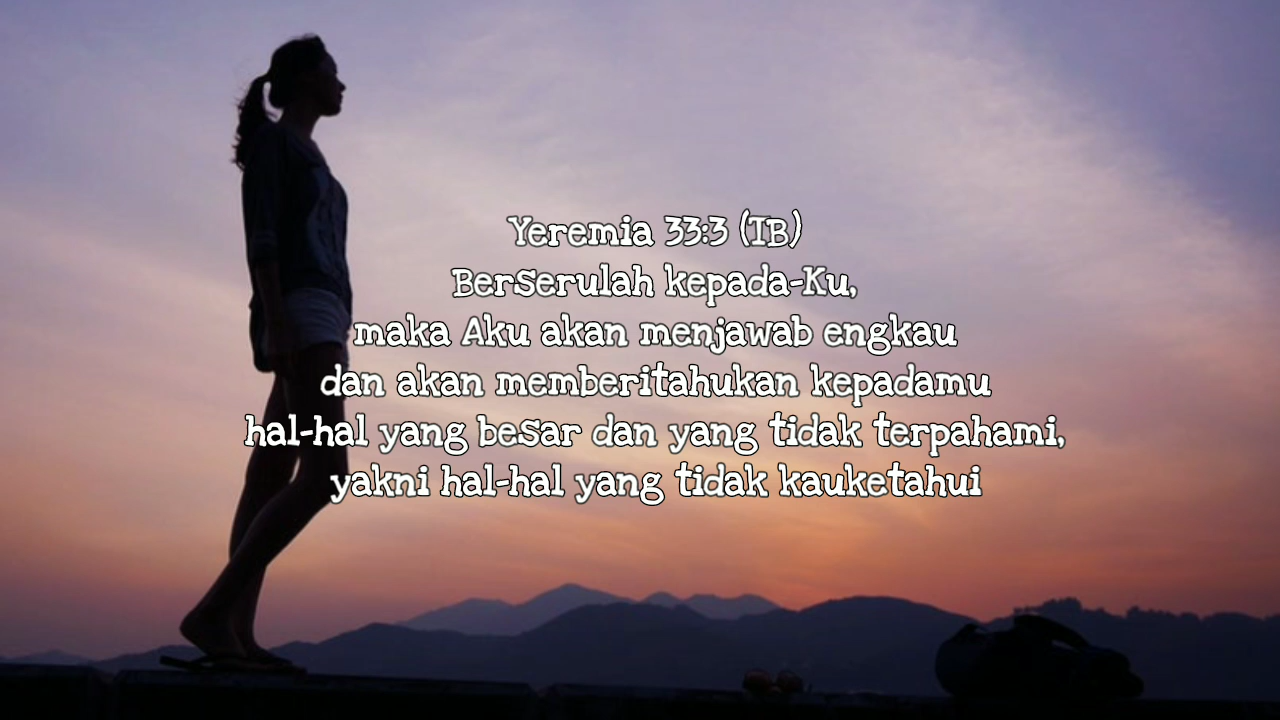 Yeremia 33:3 (TB)
Berserulah kepada-Ku,
maka Aku akan menjawab engkau
dan akan memberitahukan kepadamu
hal-hal yang besar dan yang tidak terpahami,
yakni hal-hal yang tidak kauketahui